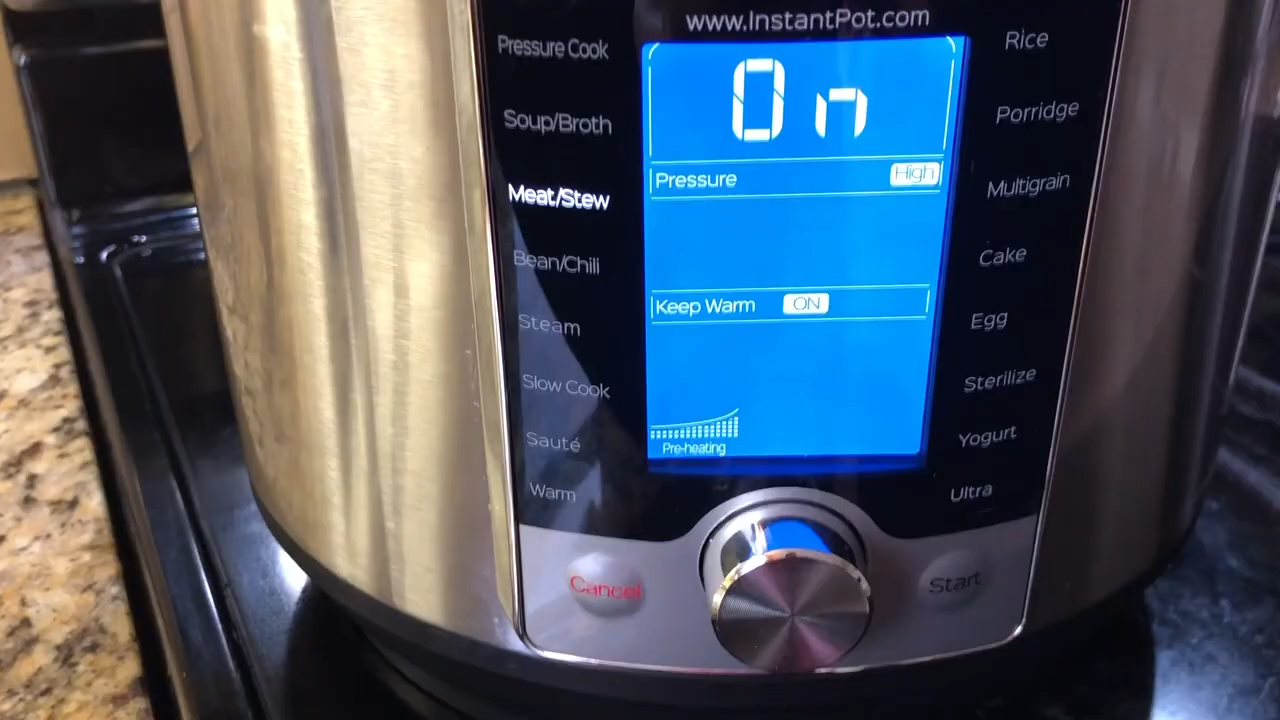 www.InstantPot.com
Pressure Cook
Soup/Broth
Meat/Stew
Bean/Chili
Steam
Slow Cook
Sauté
Warm
On
Pressure High
Keep Warm ON
Pre-heating
Rice
Porridge
Multigrain
Cake
Egg
Sterilize
Yogurt
Ultra
Cancel
Start